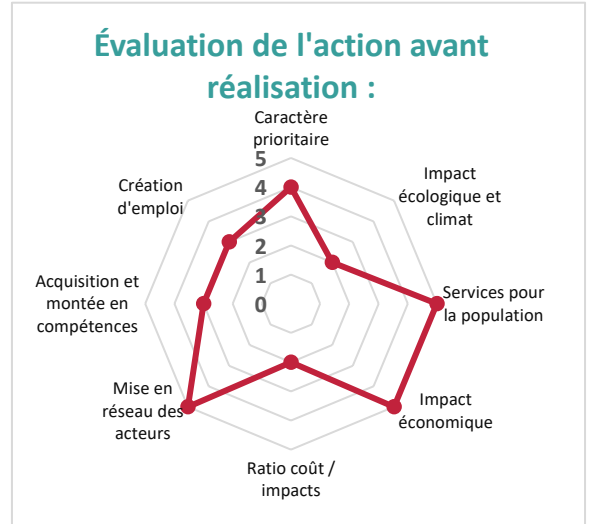 Évaluation de l'action avant
réalisation :
Caractère
prioritaire
Impact
écologique et
climat
Services pour
la population
Impact
économique
Ratio coût /
impacts
Mise en
réseau des
acteurs
Acquisition et
montée en
compétences
Création
d'emploi
5
4
3
2
1
0